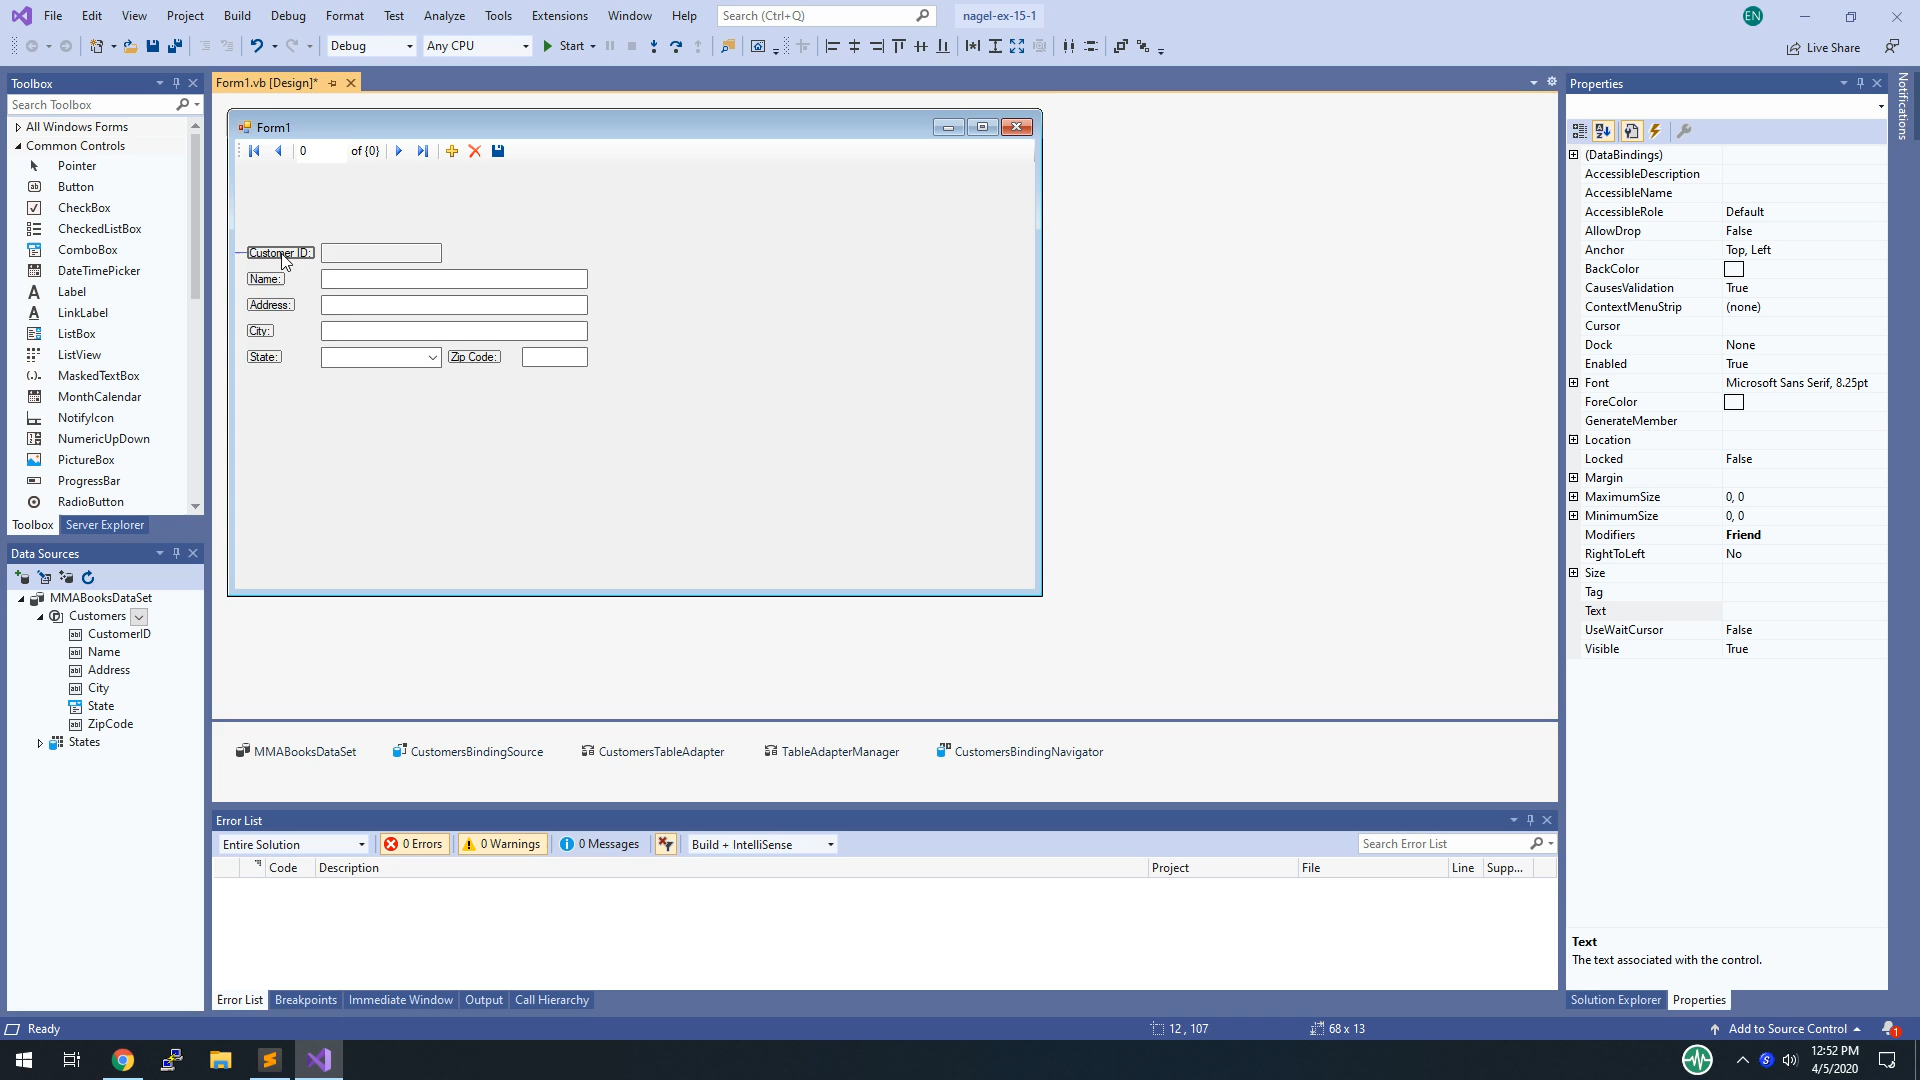 File Edit View Project Build Debug Format Test Analyze Tools Extensions Window Help Search (Ctrl+Q) nagel-ex-15-1 EN
Debug Any CPU Start Live Share
Toolbox
Search Toolbox
All Windows Forms
Common Controls
Pointer
Button
CheckBox
CheckedListBox
ComboBox
DateTimePicker
Label
LinkLabel
ListBox
ListView
MaskedTextBox
MonthCalendar
NotifyIcon
NumericUpDown
PictureBox
ProgressBar
RadioButton
Toolbox Server Explorer
Data Sources
MMABooksDataSet
Customers
CustomerID
Name
Address
City
State
ZipCode
States
Form1.vb [Design]*
Form1
0 of {0}
Customer ID:
Name:
Address:
City:
State: Zip Code:
MMABooksDataSet CustomersBindingSource CustomersTableAdapter TableAdapterManager CustomersBindingNavigator
Error List
Entire Solution 0 Errors 0 Warnings 0 Messages Build + IntelliSense Search Error List
Code Description Project File Line Supp...
Error List Breakpoints Immediate Window Output Call Hierarchy
Properties
(DataBindings)
AccessibleDescription
AccessibleName
AccessibleRole Default
AllowDrop False
Anchor Top, Left
BackColor
CausesValidation True
ContextMenuStrip (none)
Cursor
Dock None
Enabled True
Font Microsoft Sans Serif, 8.25pt
ForeColor
GenerateMember
Location
Locked False
Margin
MaximumSize 0, 0
MinimumSize 0, 0
Modifiers Friend
RightToLeft No
Size
Tag
Text
UseWaitCursor False
Visible True
Text
The text associated with the control.
Solution Explorer Properties
Notifications
Ready 12 , 107 68 x 13 Add to Source Control 1
12:52 PM
4/5/2020